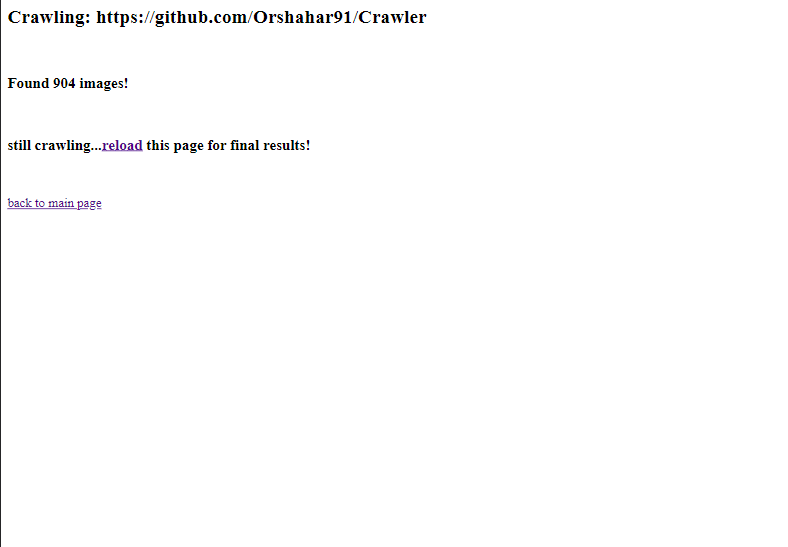 Crawling: https://github.com/Orshahar91/Crawler
Found 904 images!
still crawling...reload this page for final results!
back to main page